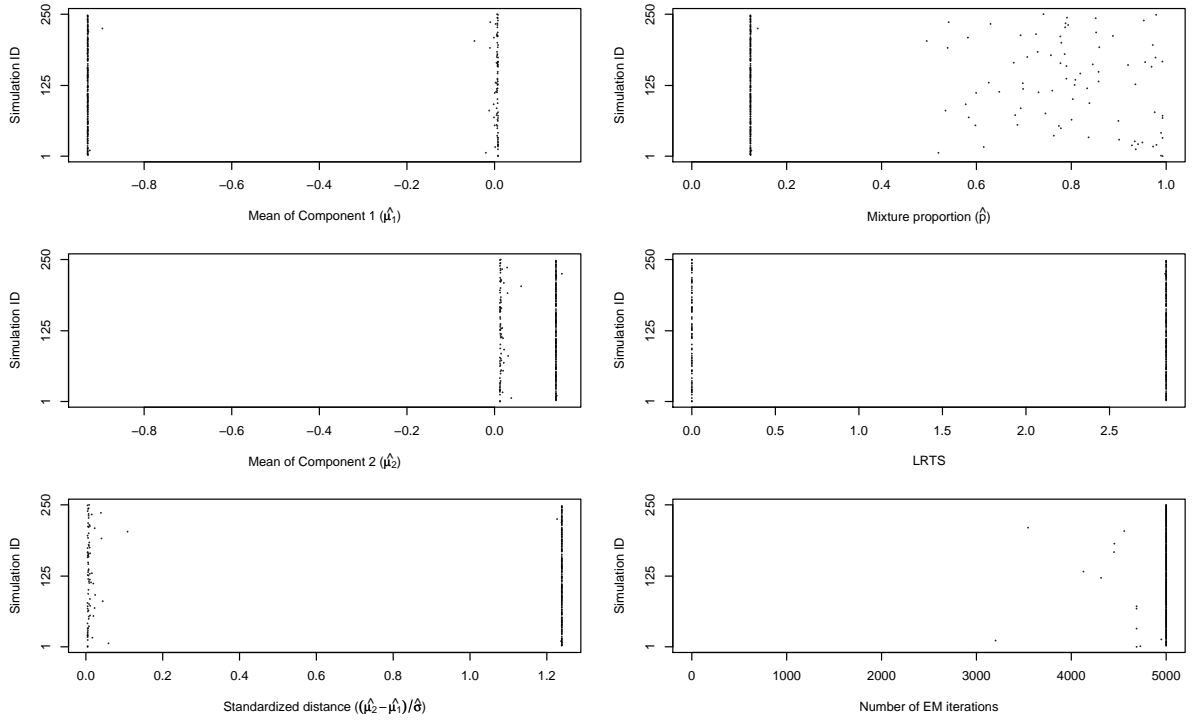 Simulation ID
250
125
1
−0.8 −0.6 −0.4 −0.2 0.0
Mean of Component 1 (μ̂_1)
Simulation ID
250
125
1
0.0 0.2 0.4 0.6 0.8 1.0
Mixture proportion (p̂)
Simulation ID
250
125
1
−0.8 −0.6 −0.4 −0.2 0.0
Mean of Component 2 (μ̂_2)
Simulation ID
250
125
1
0.0 0.5 1.0 1.5 2.0 2.5
LRTS
Simulation ID
250
125
1
0.0 0.2 0.4 0.6 0.8 1.0 1.2
Standardized distance ((μ̂_2−μ̂_1)/σ̂)
Simulation ID
250
125
1
0 1000 2000 3000 4000 5000
Number of EM iterations